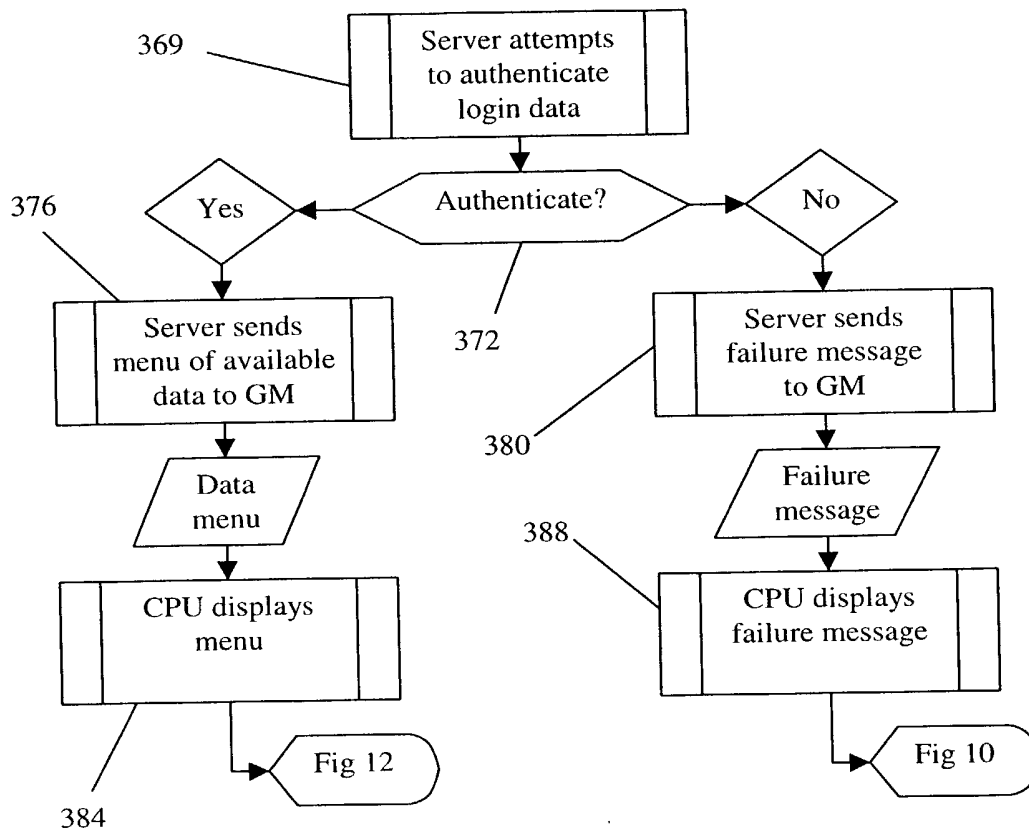 369
Server attempts
to authenticate
login data
376
Yes
Authenticate?
No
372
Server sends
menu of available
data to GM
Server sends
failure message
to GM
380
Data
menu
Failure
message
388
CPU displays
menu
CPU displays
failure message
Fig 12
Fig 10
384